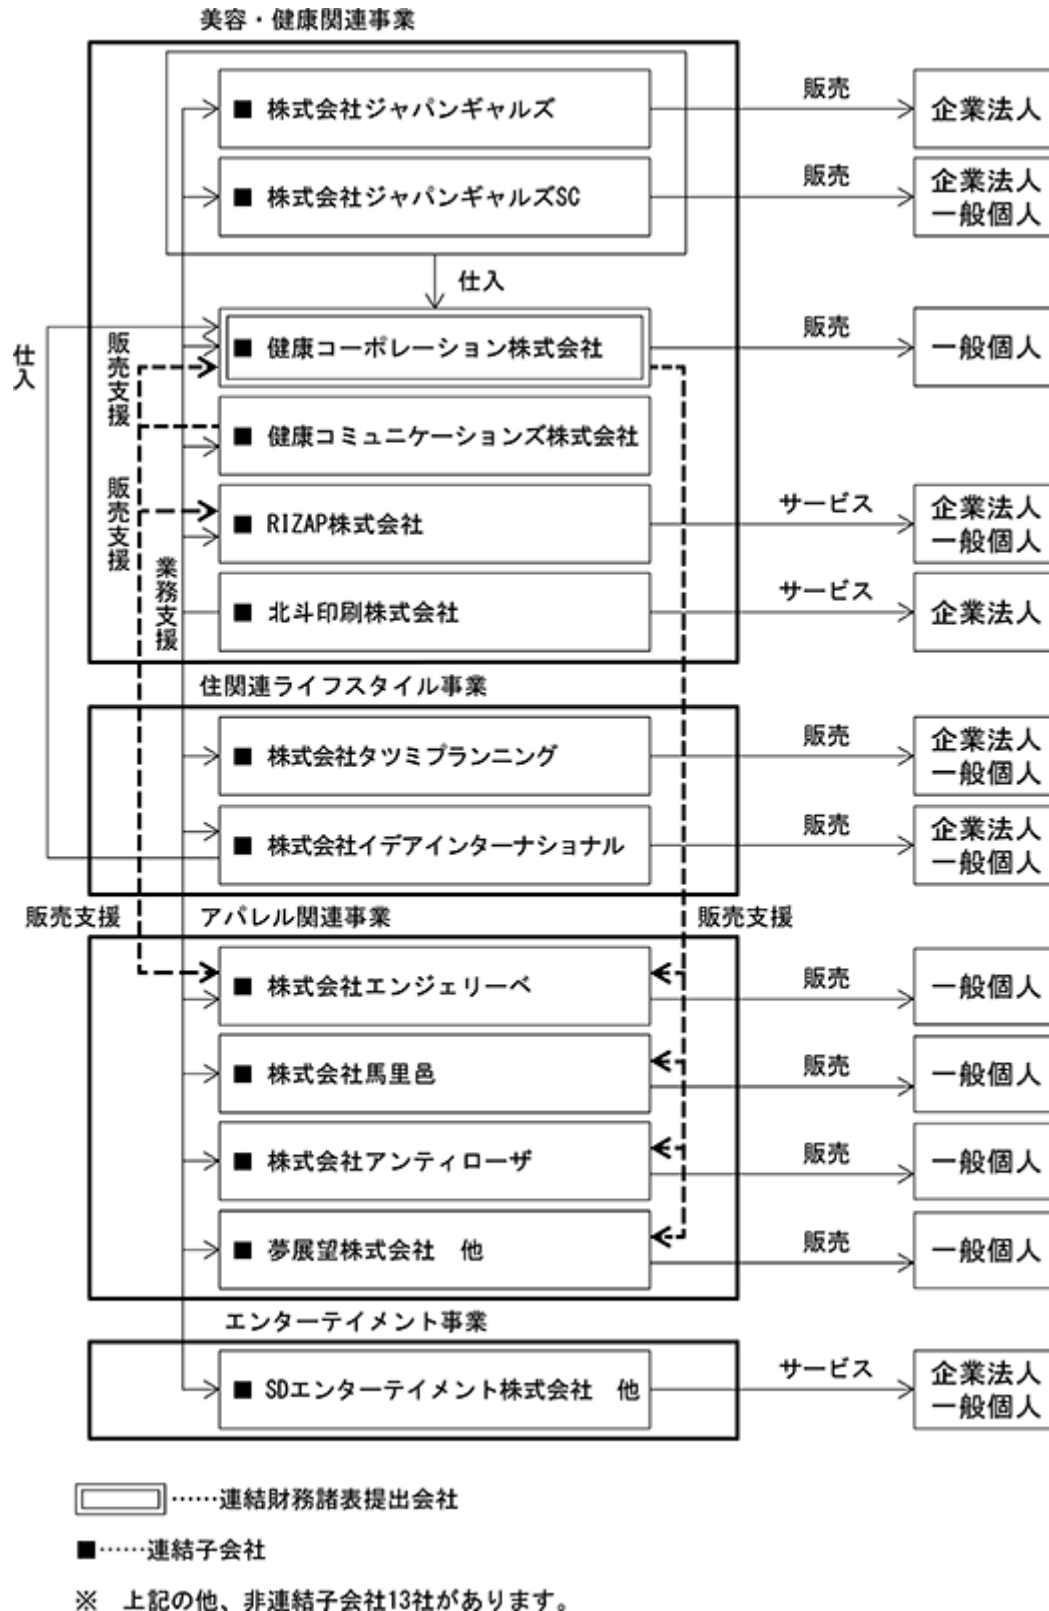 美容・健康関連事業
■ 株式会社ジャパンギャルズ
販売
企業法人
■ 株式会社ジャパンギャルズSC
販売
企業法人
一般個人
仕入
仕入
販売支援
■ 健康コーポレーション株式会社
販売
一般個人
■ 健康コミュニケーションズ株式会社
販売支援
■ RIZAP株式会社
サービス
企業法人
一般個人
業務支援
■ 北斗印刷株式会社
サービス
企業法人
住関連ライフスタイル事業
■ 株式会社タツミプランニング
販売
企業法人
一般個人
■ 株式会社イデアインターナショナル
販売
企業法人
一般個人
販売支援
アパレル関連事業
販売支援
■ 株式会社エンジェリーベ
販売
一般個人
■ 株式会社馬里邑
販売
一般個人
■ 株式会社アンティローザ
販売
一般個人
■ 夢展望株式会社　他
販売
一般個人
エンターテイメント事業
■ SDエンターテイメント株式会社　他
サービス
企業法人
一般個人
……連結財務諸表提出会社
■……連結子会社
※　上記の他、非連結子会社13社があります。